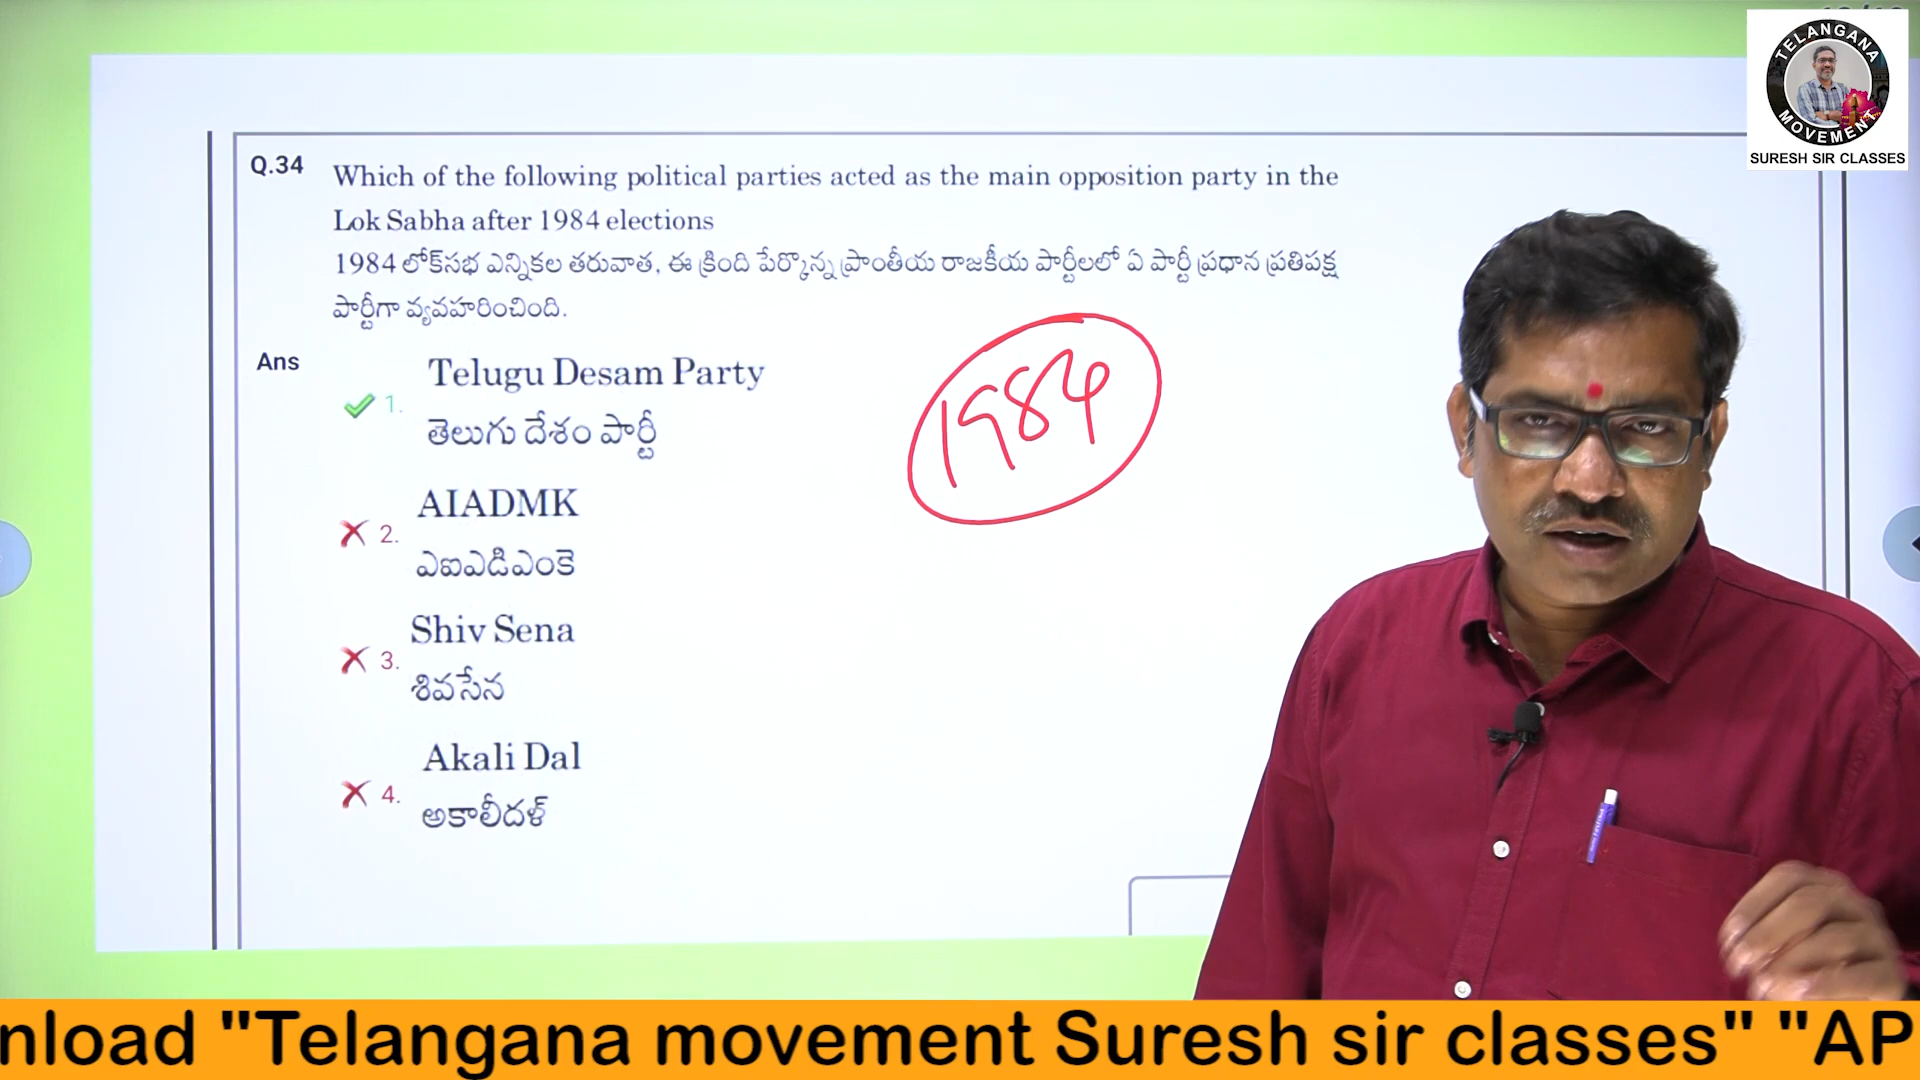 TELANGANA
MOVEMENT
SURESH SIR CLASSES
Q.34 Which of the following political parties acted as the main opposition party in the
Lok Sabha after 1984 elections
1984 లోక్‌సభ ఎన్నికల తరువాత, ఈ క్రింది పేర్కొన్న ప్రాంతీయ రాజకీయ పార్టీలలో ఏ పార్టీ ప్రధాన ప్రతిపక్ష
పార్టీగా వ్యవహరించింది.
Ans
1. Telugu Desam Party
తెలుగు దేశం పార్టీ
1984
2. AIADMK
ఎఐఎడిఎంకె
3. Shiv Sena
శివసేన
4. Akali Dal
అకాలీదళ్
nload "Telangana movement Suresh sir classes" "AP